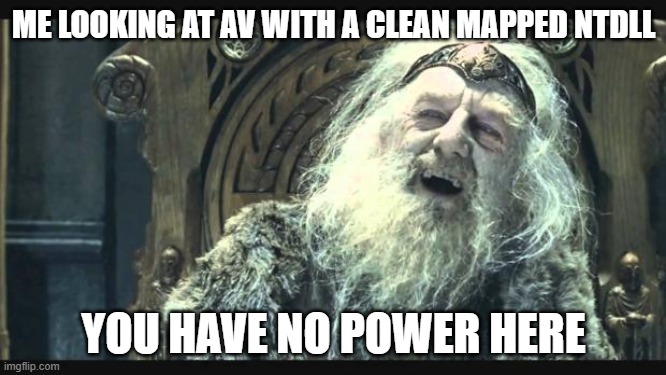 ME LOOKING AT AV WITH A CLEAN MAPPED NTDLL
YOU HAVE NO POWER HERE
imgflip.com